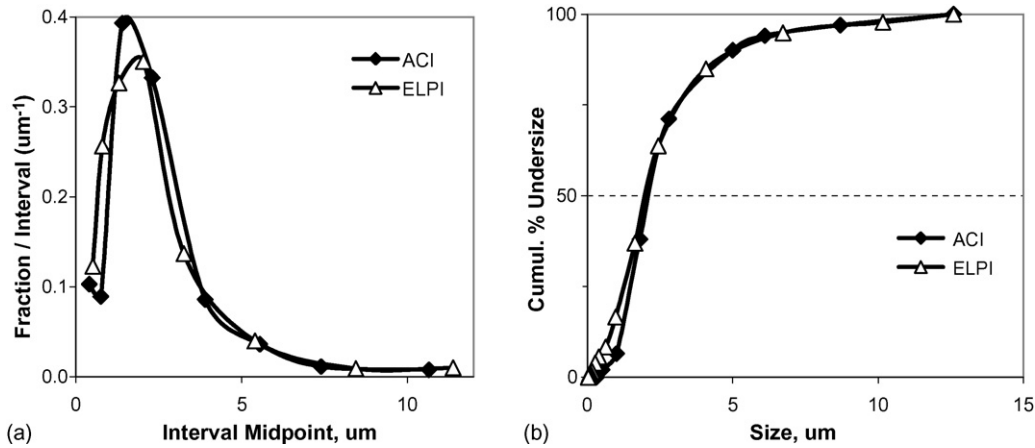 0.4
0.3
0.2
0.1
0.0
Fraction / Interval (um-1)
ACI
ELPI
0 5 10
(a) Interval Midpoint, um
100
50
0
Cumul. % Undersize
ACI
ELPI
0 5 10 15
(b) Size, um